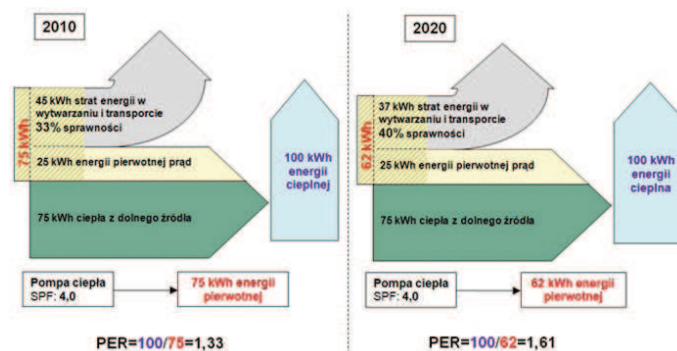 2010
45 kWh strat energii w
wytwarzaniu i transporcie
33% sprawności
75 kWh
25 kWh energii pierwotnej prąd
75 kWh ciepła z dolnego źródła
100 kWh
energii
cieplnej
Pompa ciepła
SPF: 4,0
75 kWh energii
pierwotnej
PER=100/75=1,33
2020
37 kWh strat energii w
wytwarzaniu i transporcie
40% sprawności
62 kWh
25 kWh energii pierwotnej prąd
75 kWh ciepła z dolnego źródła
100 kWh
energii
cieplna
Pompa ciepła
SPF: 4,0
62 kWh energii
pierwotnej
PER=100/62=1,61